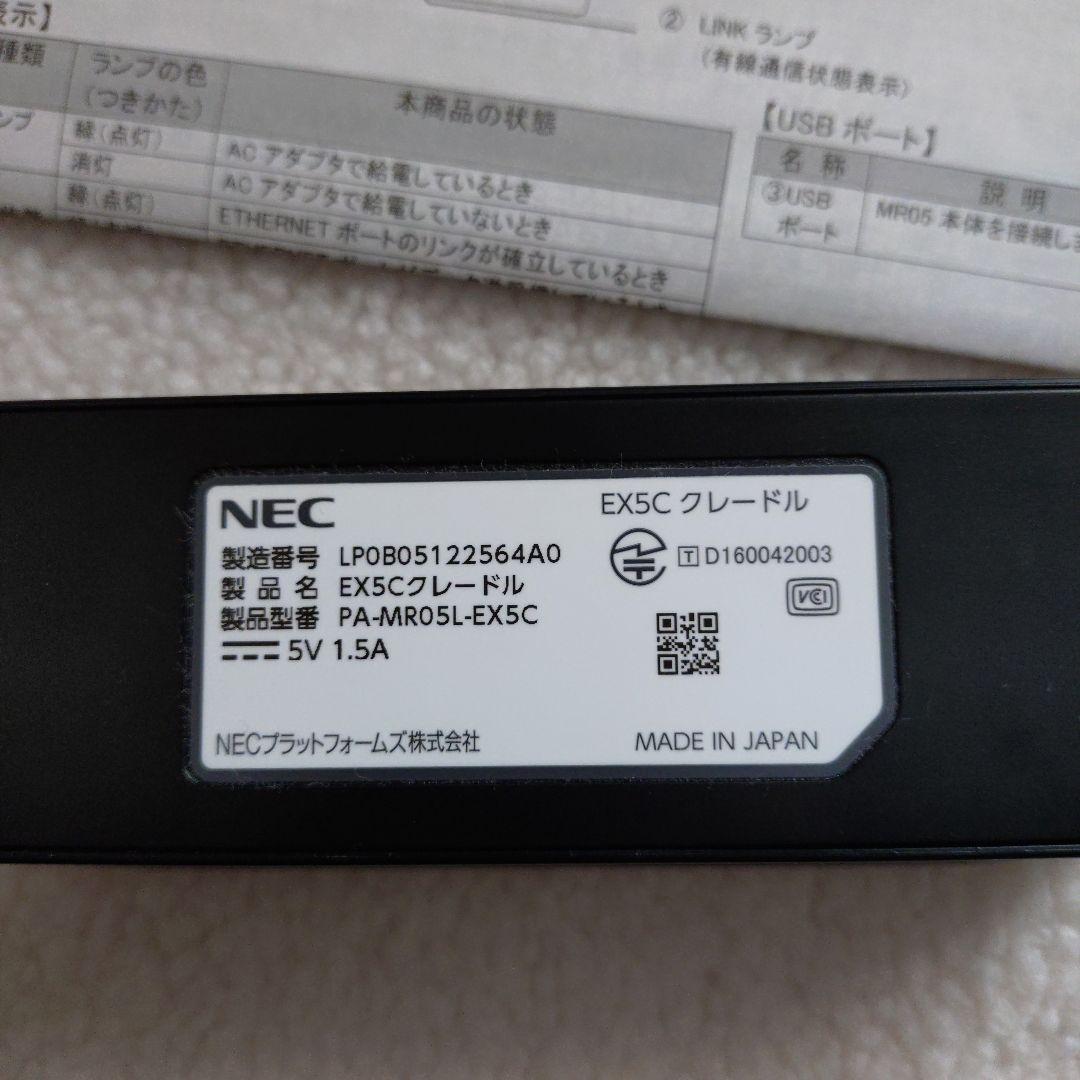 表示】
種類
ランプの色
(つきかた)
本商品の状態
ンプ
緑(点灯)
ACアダプタで給電しているとき
消灯
ACアダプタで給電していないとき
緑(点灯)
ETHERNET ポートのリンクが確立しているとき
② LINK ランプ
(有線通信状態表示)
【USB ポート】
名 称
説 明
③USB
ポート
MR05 本体を接続しま
NEC
EX5C クレードル
製造番号 LP0B05122564A0
T D160042003
製 品 名 EX5Cクレードル
VCI
製品型番 PA-MR05L-EX5C
5V 1.5A
NECプラットフォームズ株式会社
MADE IN JAPAN